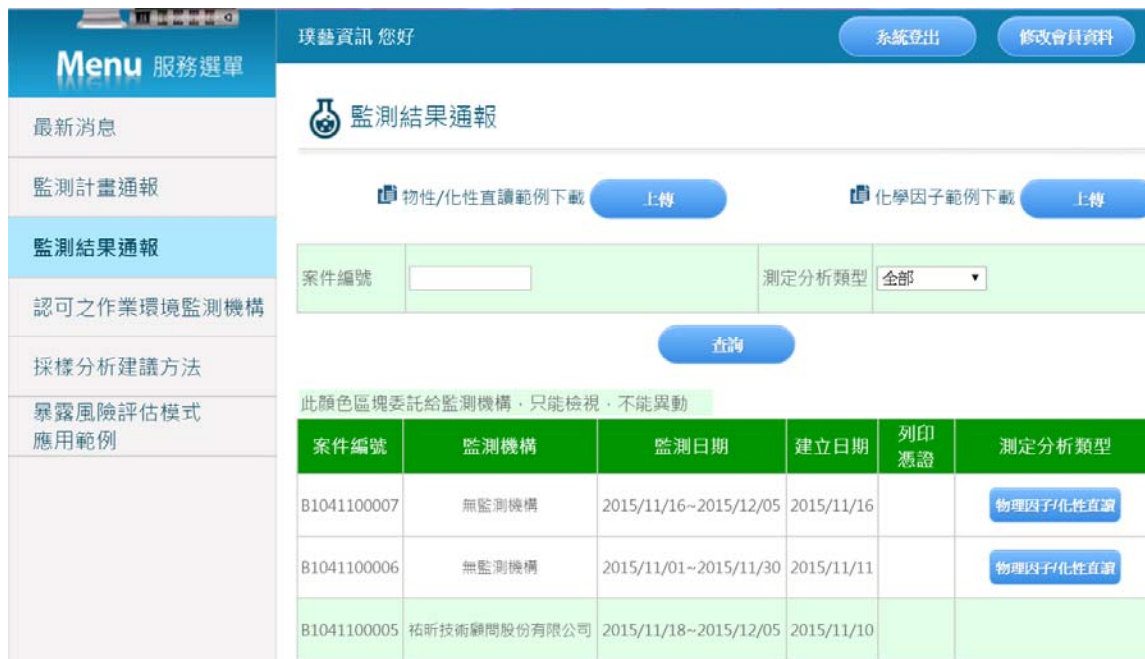 Menu 服務選單
最新消息
監測計畫通報
監測結果通報
認可之作業環境監測機構
採樣分析建議方法
暴露風險評估模式
應用範例
璞藝資訊 您好
系統登出
修改會員資料
監測結果通報
物性/化性直讀範例下載 上傳
化學因子範例下載 上傳
案件編號
測定分析類型 全部
查詢
此顏色區塊委託給監測機構，只能檢視，不能異動
案件編號 監測機構 監測日期 建立日期 列印憑證 測定分析類型
B1041100007 無監測機構 2015/11/16~2015/12/05 2015/11/16 物理因子/化性直讀
B1041100006 無監測機構 2015/11/01~2015/11/30 2015/11/11 物理因子/化性直讀
B1041100005 祐昕技術顧問股份有限公司 2015/11/18~2015/12/05 2015/11/10